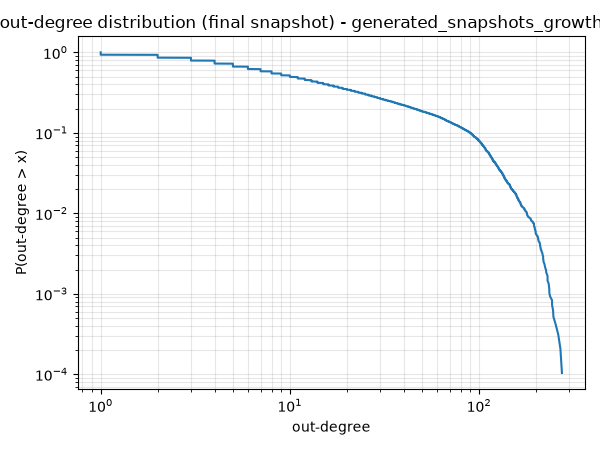 out-degree distribution (final snapshot) - generated_snapshots_growth
P(out-degree > x)
10⁰
10⁻¹
10⁻²
10⁻³
10⁻⁴
10⁰ 10¹ 10²
out-degree